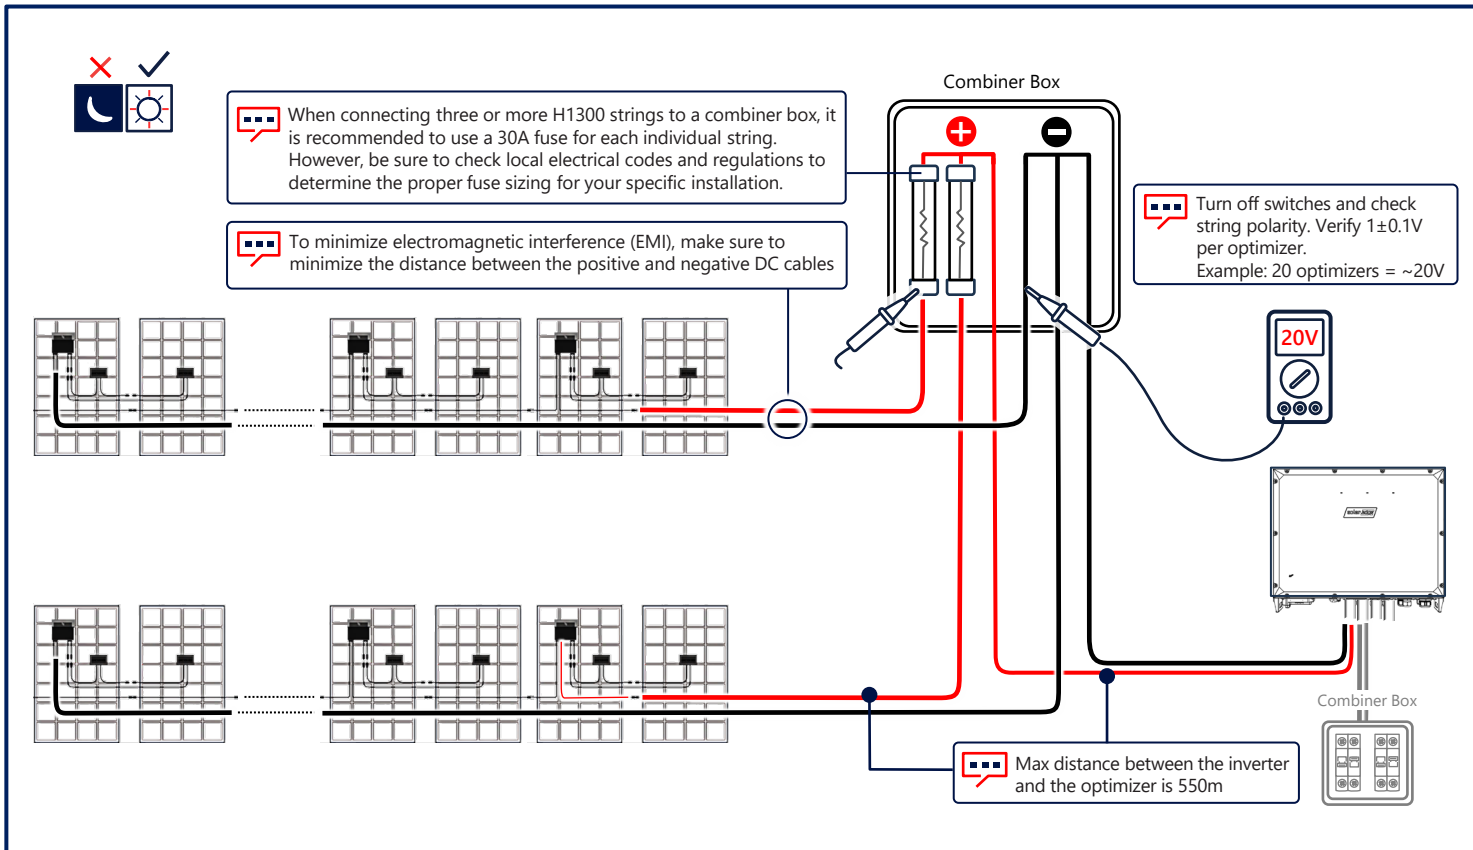 Combiner Box
When connecting three or more H1300 strings to a combiner box, it
is recommended to use a 30A fuse for each individual string.
However, be sure to check local electrical codes and regulations to
determine the proper fuse sizing for your specific installation.
To minimize electromagnetic interference (EMI), make sure to
minimize the distance between the positive and negative DC cables
Turn off switches and check
string polarity. Verify 1±0.1V
per optimizer.
Example: 20 optimizers = ~20V
20V
solaredge
Combiner Box
Max distance between the inverter
and the optimizer is 550m